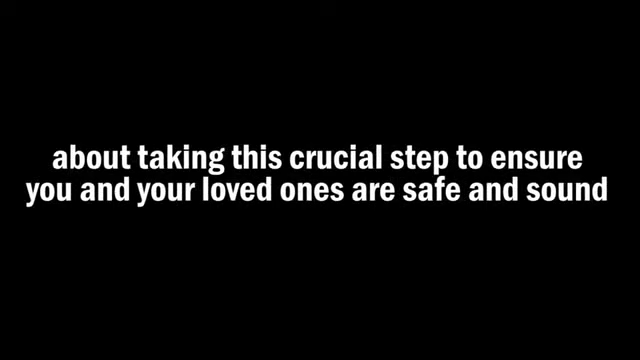 about taking this crucial step to ensure
you and your loved ones are safe and sound